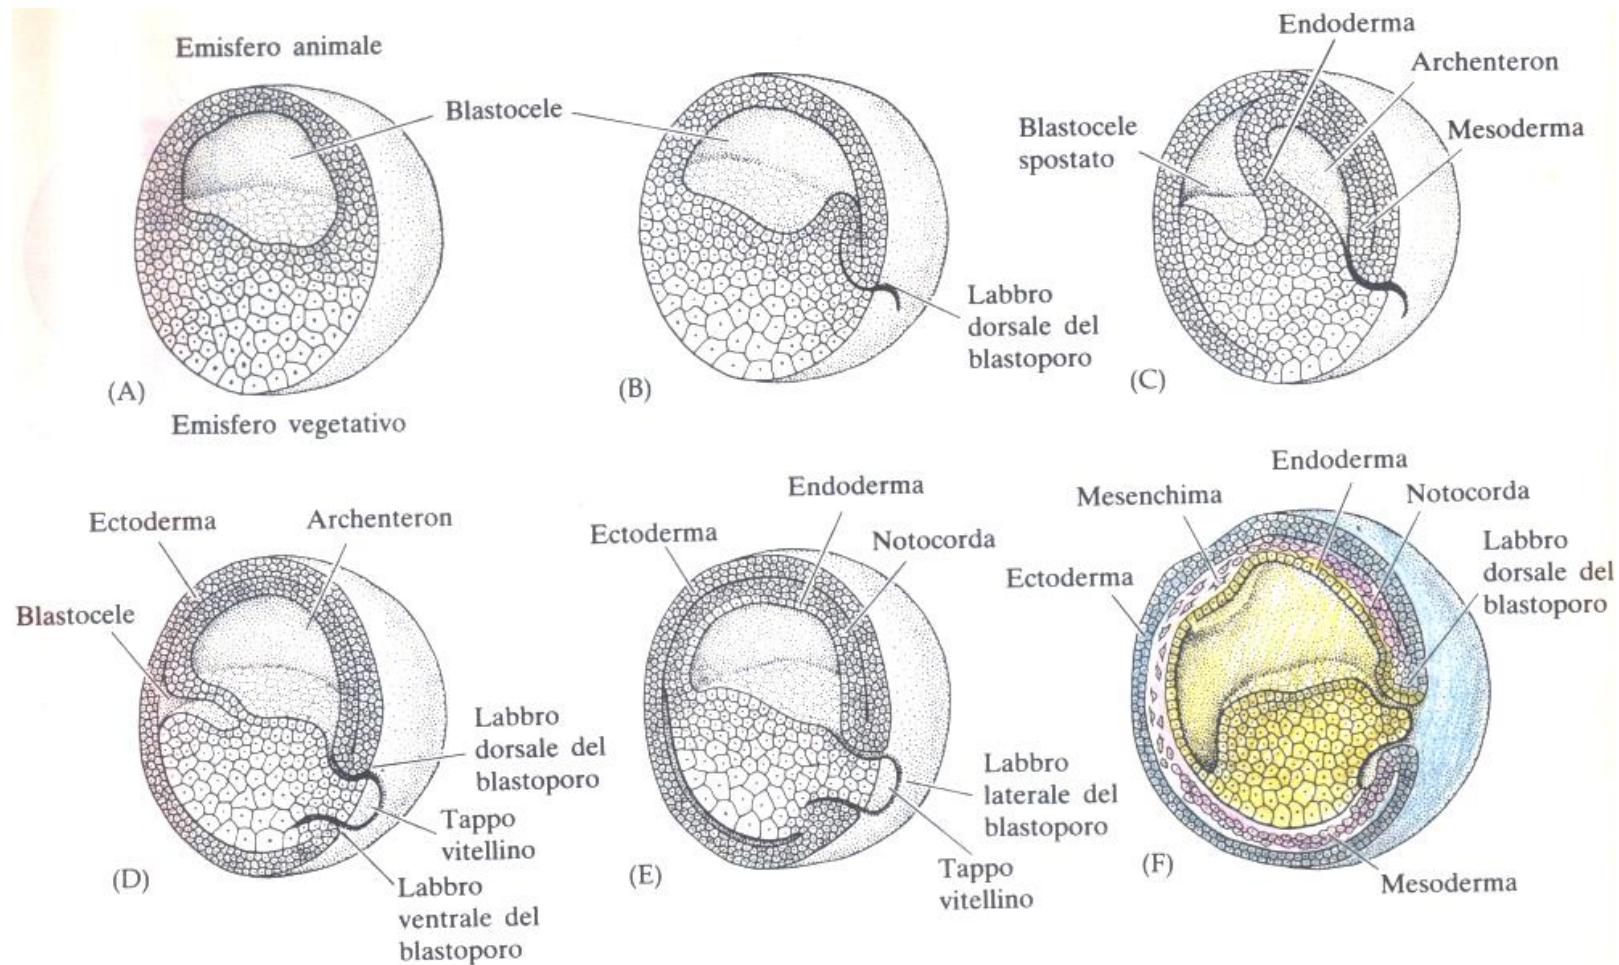 Emisfero animale
Blastocele
(A)
Emisfero vegetativo
Labbro
dorsale del
blastoporo
(B)
Endoderma
Archenteron
Blastocele
spostato
Mesoderma
(C)
Ectoderma
Archenteron
Blastocele
Labbro
dorsale del
blastoporo
Tappo
vitellino
(D)
Labbro
ventrale del
blastoporo
Endoderma
Ectoderma
Notocorda
Labbro
laterale del
blastoporo
(E)
Tappo
vitellino
Endoderma
Mesenchima
Notocorda
Labbro
dorsale del
blastoporo
Ectoderma
(F)
Mesoderma